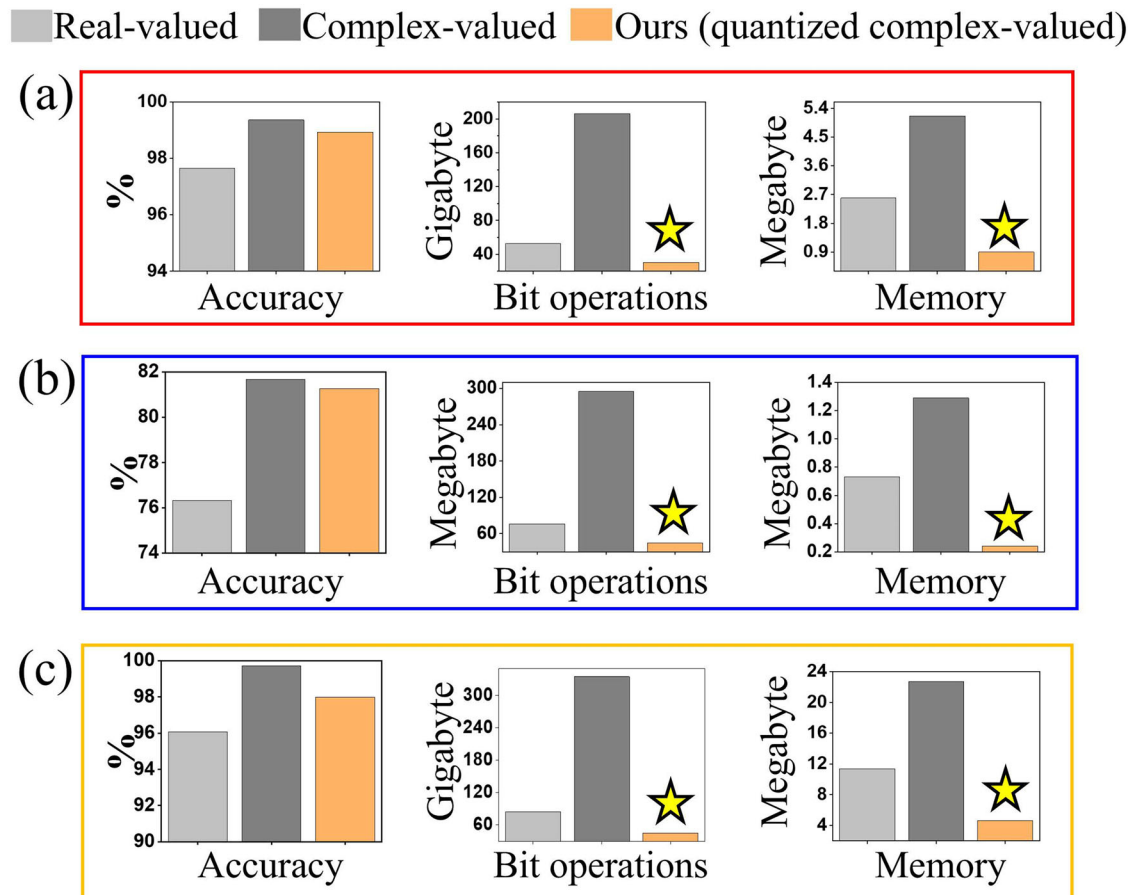 Real-valued Complex-valued Ours (quantized complex-valued)
(a)
%
100
98
96
94
Accuracy
Gigabyte
200
160
120
80
40
Bit operations
Megabyte
5.4
4.5
3.6
2.7
1.8
0.9
Memory
(b)
%
82
80
78
76
74
Accuracy
Megabyte
300
240
180
120
60
Bit operations
Megabyte
1.4
1.2
1.0
0.8
0.6
0.4
0.2
Memory
(c)
%
100
98
96
94
92
90
Accuracy
Gigabyte
300
240
180
120
60
Bit operations
Megabyte
24
20
16
12
8
4
Memory